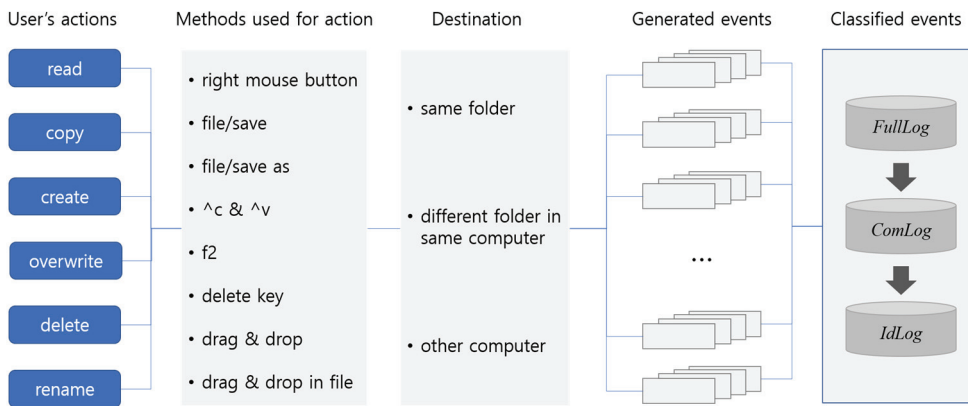 User's actions
Methods used for action
Destination
Generated events
Classified events
read
copy
create
overwrite
delete
rename
• right mouse button
• file/save
• file/save as
• ^c & ^v
• f2
• delete key
• drag & drop
• drag & drop in file
• same folder
• different folder in
same computer
• other computer
...
FullLog
ComLog
IdLog